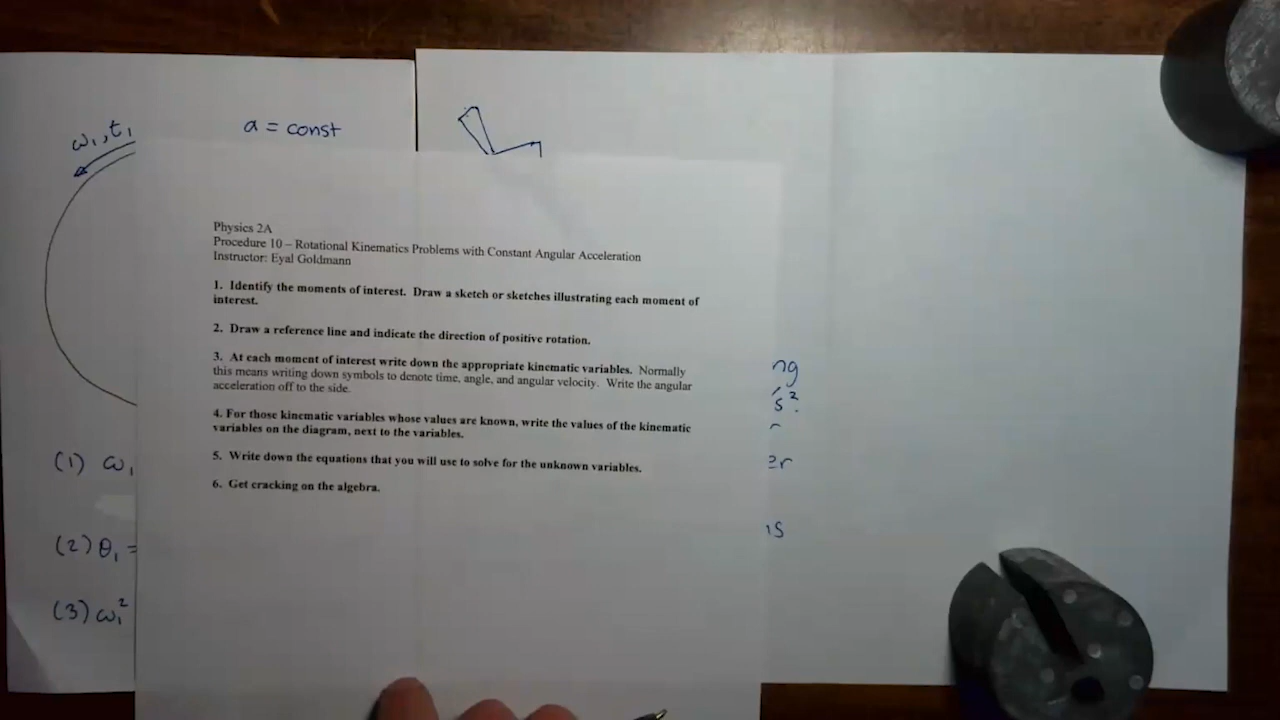 ω₁, t₁
a = const
Physics 2A
Procedure 10 – Rotational Kinematics Problems with Constant Angular Acceleration
Instructor: Eyal Goldmann
1. Identify the moments of interest. Draw a sketch or sketches illustrating each moment of
interest.
2. Draw a reference line and indicate the direction of positive rotation.
3. At each moment of interest write down the appropriate kinematic variables. Normally
this means writing down symbols to denote time, angle, and angular velocity. Write the angular
acceleration off to the side.
4. For those kinematic variables whose values are known, write the values of the kinematic
variables on the diagram, next to the variables.
5. Write down the equations that you will use to solve for the unknown variables.
6. Get cracking on the algebra.
(1) ω₁
(2) θ₁ =
(3) ω₁²
ng
s².
er
is